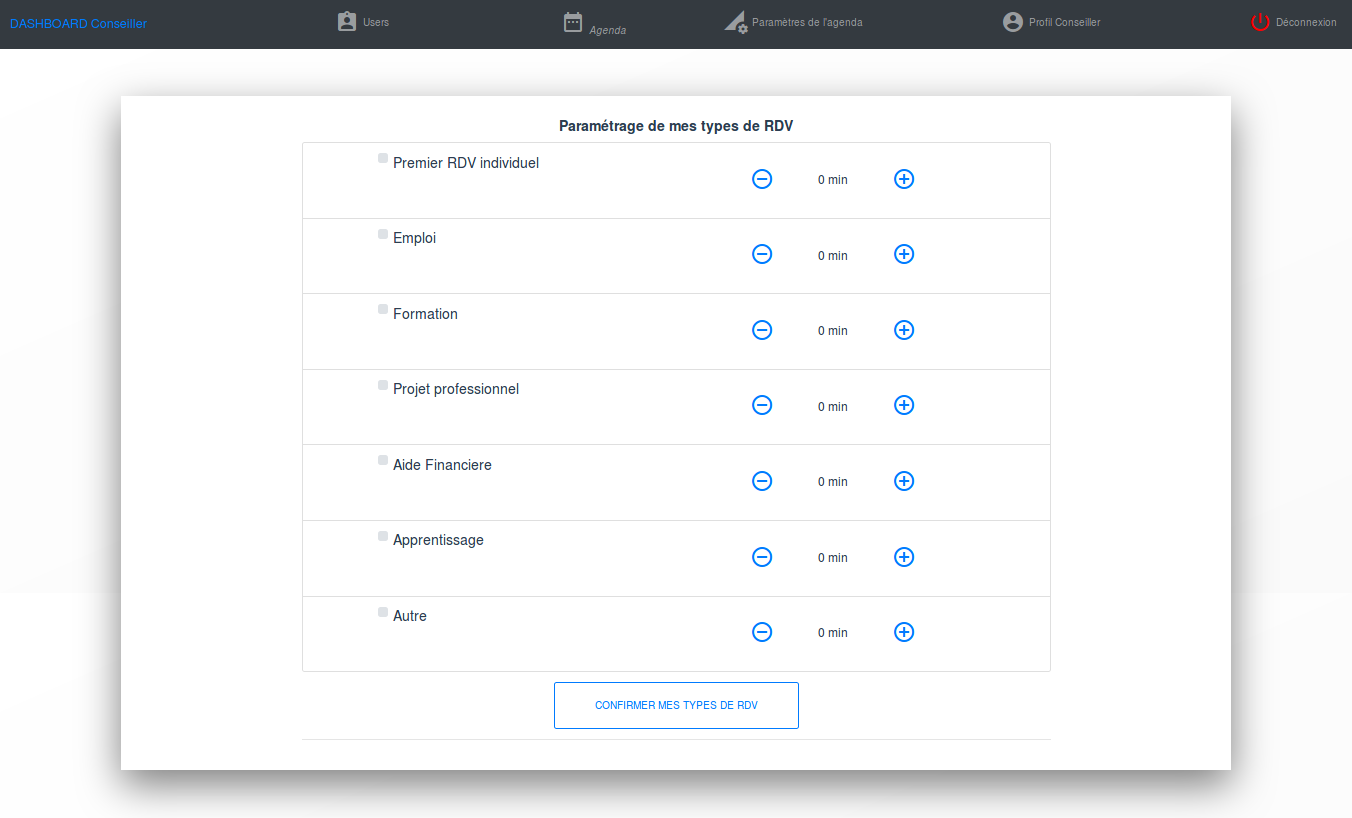 DASHBOARD Conseiller
Users
Agenda
Paramètres de l'agenda
Profil Conseiller
Déconnexion
Paramétrage de mes types de RDV
Premier RDV individuel
0 min
Emploi
0 min
Formation
0 min
Projet professionnel
0 min
Aide Financiere
0 min
Apprentissage
0 min
Autre
0 min
CONFIRMER MES TYPES DE RDV